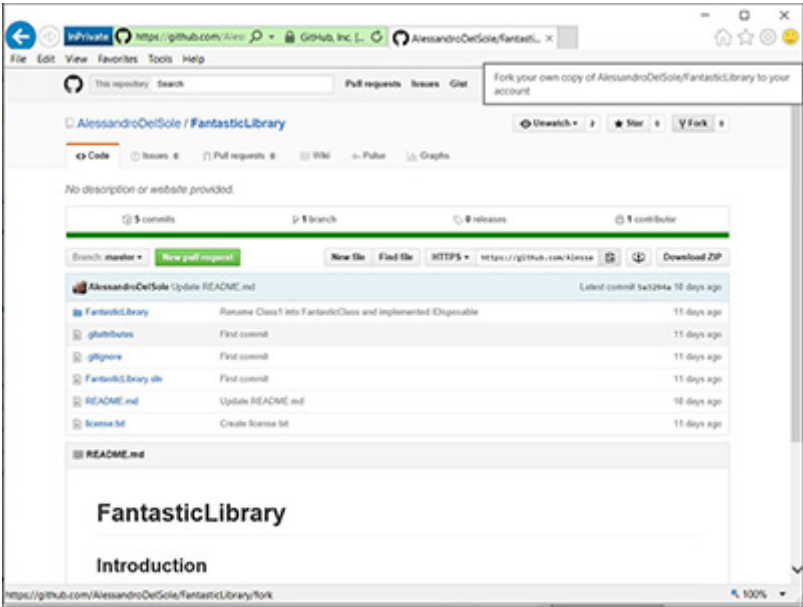 InPrivate https://github.com/Aless GitHub, Inc. [... AlessandroDelSole/Fantasti...
File Edit View Favorites Tools Help
Fork your own copy of AlessandroDelSole/FantasticLibrary to your
account
This repository Search Pull requests Issues Gist
AlessandroDelSole / FantasticLibrary Unwatch Star Fork
Code Issues 0 Pull requests 0 Wiki Pulse Graphs
No description or website provided.
5 commits 1 branch 0 releases 1 contributor
Branch: master New pull request New file Find file HTTPS https://github.com/Alessa Download ZIP
AlessandroDelSole Update README.md Latest commit 10 days ago
FantasticLibrary Rename Class1 into FantasticClass and implemented IDisposable 11 days ago
.gitattributes First commit 11 days ago
.gitignore First commit 11 days ago
FantasticLibrary.sln First commit 11 days ago
README.md Update README.md 10 days ago
license.txt Create license.txt 11 days ago
README.md
FantasticLibrary
Introduction
https://github.com/AlessandroDelSole/FantasticLibrary/fork 100%